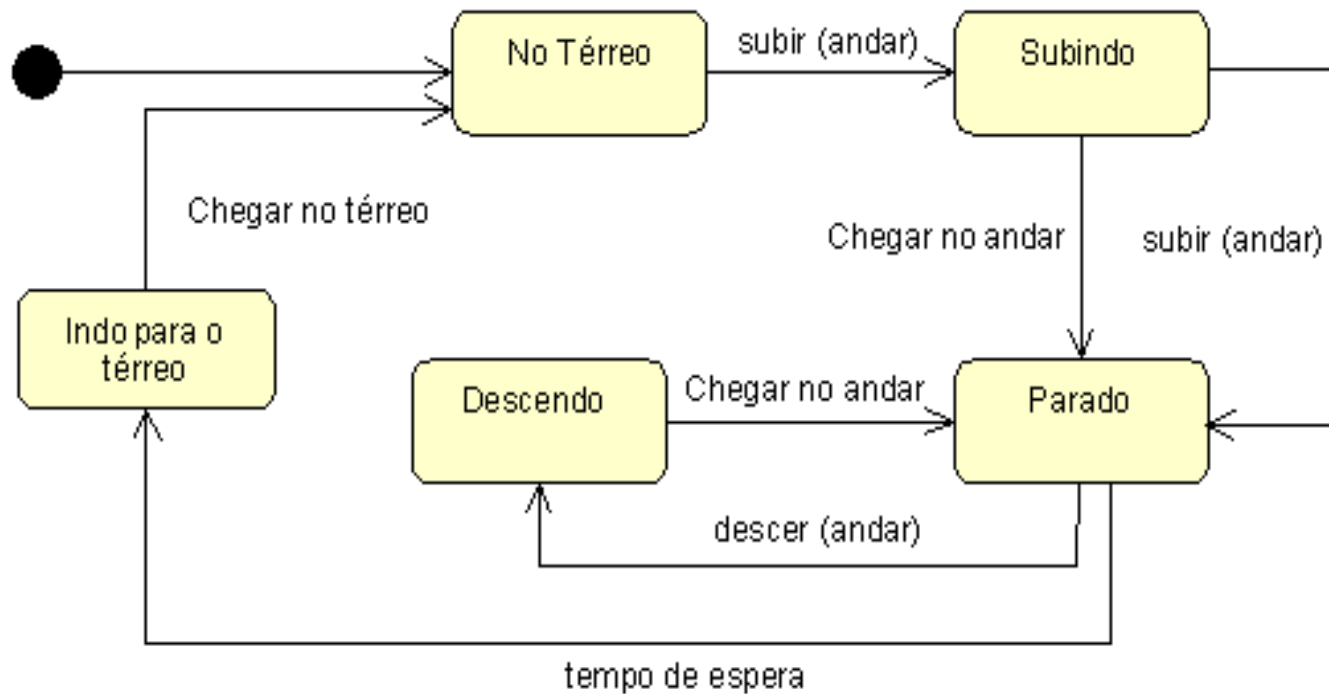 No Térreo
subir (andar)
Subindo
Chegar no térreo
Chegar no andar
subir (andar)
Indo para o
térreo
Descendo
Chegar no andar
Parado
descer (andar)
tempo de espera